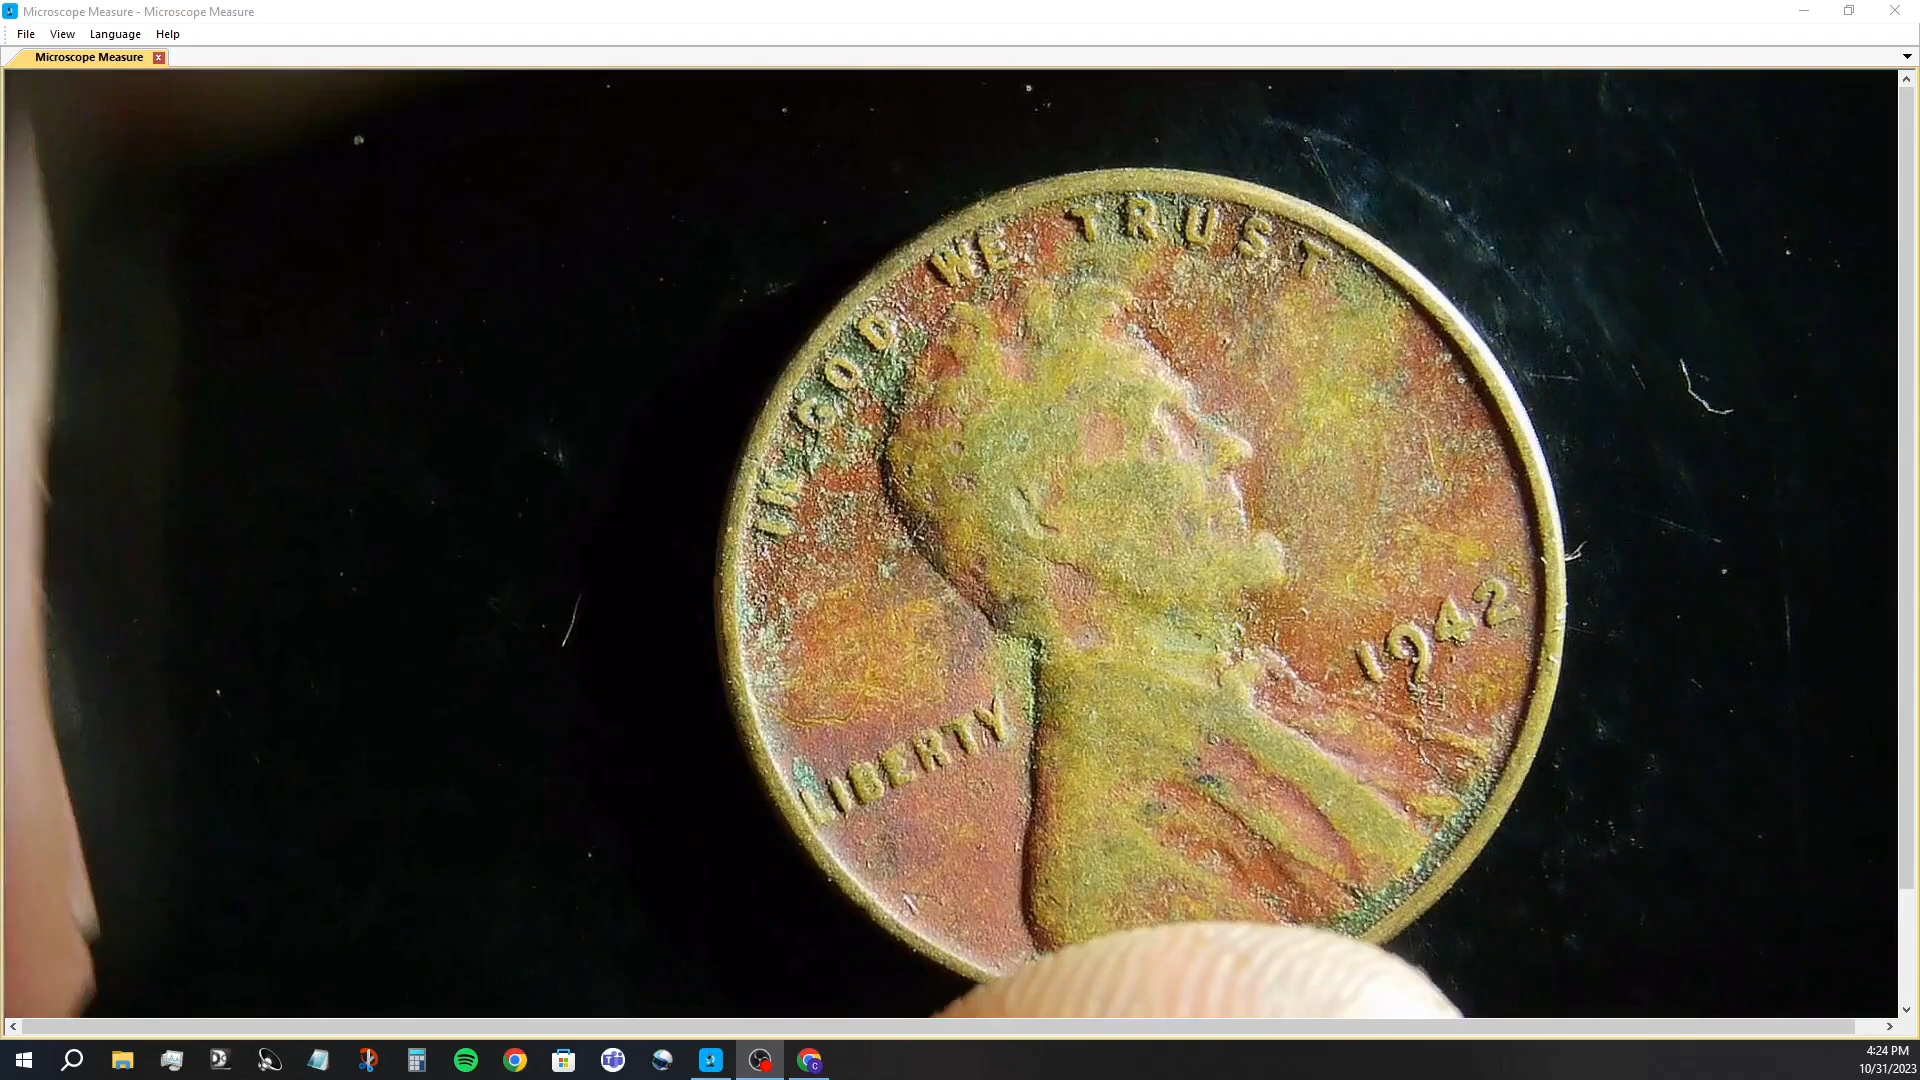 Microscope Measure - Microscope Measure
File View Language Help
Microscope Measure
IN GOD WE TRUST
LIBERTY
1942
4:24 PM
10/31/2023